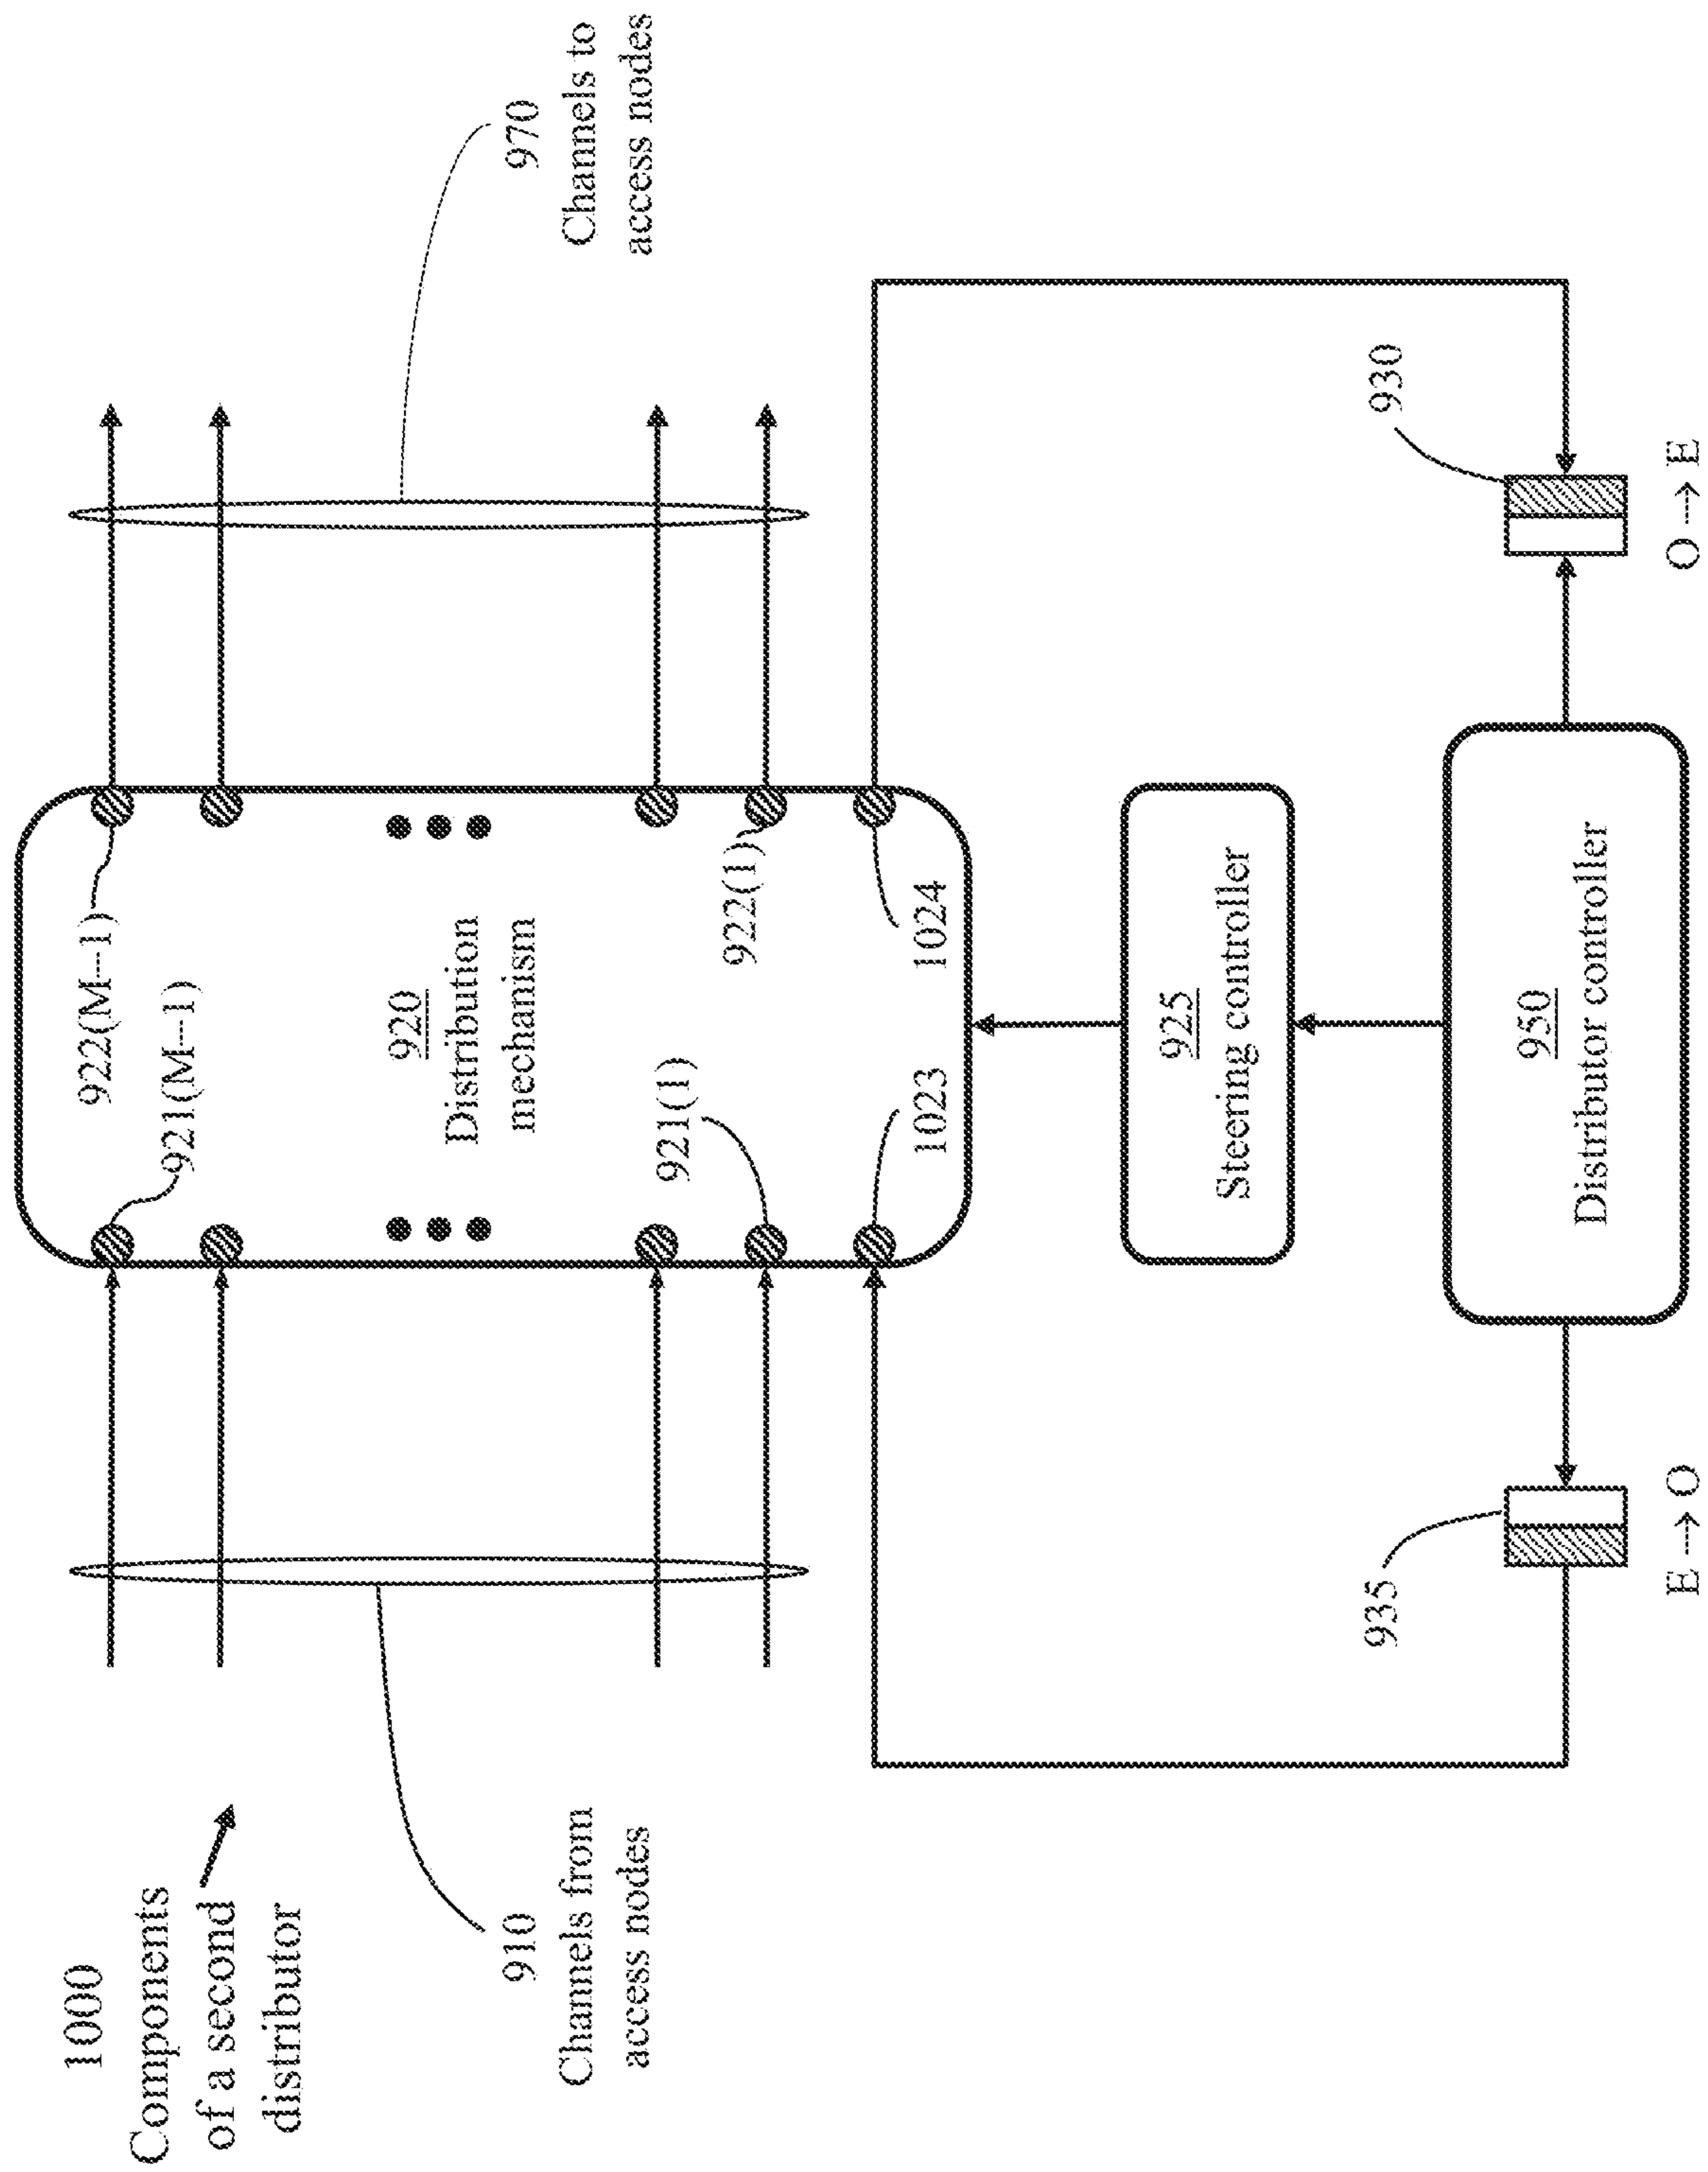 1000
Components
of a second
distributor
910
Channels from
access nodes
970
Channels to
access nodes
922(M−1)
921(M−1)
920
Distribution
mechanism
921(1)
922(1)
1023
1024
925
Steering controller
950
Distributor controller
935
E → O
930
O → E